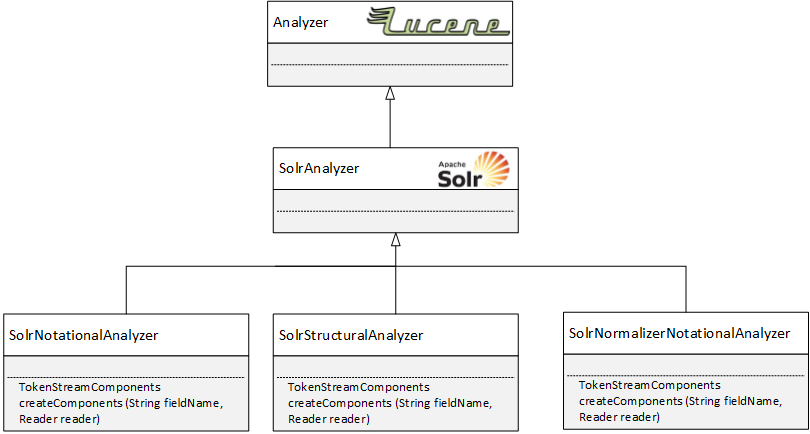 Analyzer
Lucene
SolrAnalyzer
Apache
Solr
SolrNotationalAnalyzer
TokenStreamComponents
createComponents (String fieldName,
Reader reader)
SolrStructuralAnalyzer
TokenStreamComponents
createComponents (String fieldName,
Reader reader)
SolrNormalizerNotationalAnalyzer
TokenStreamComponents
createComponents (String fieldName,
Reader reader)